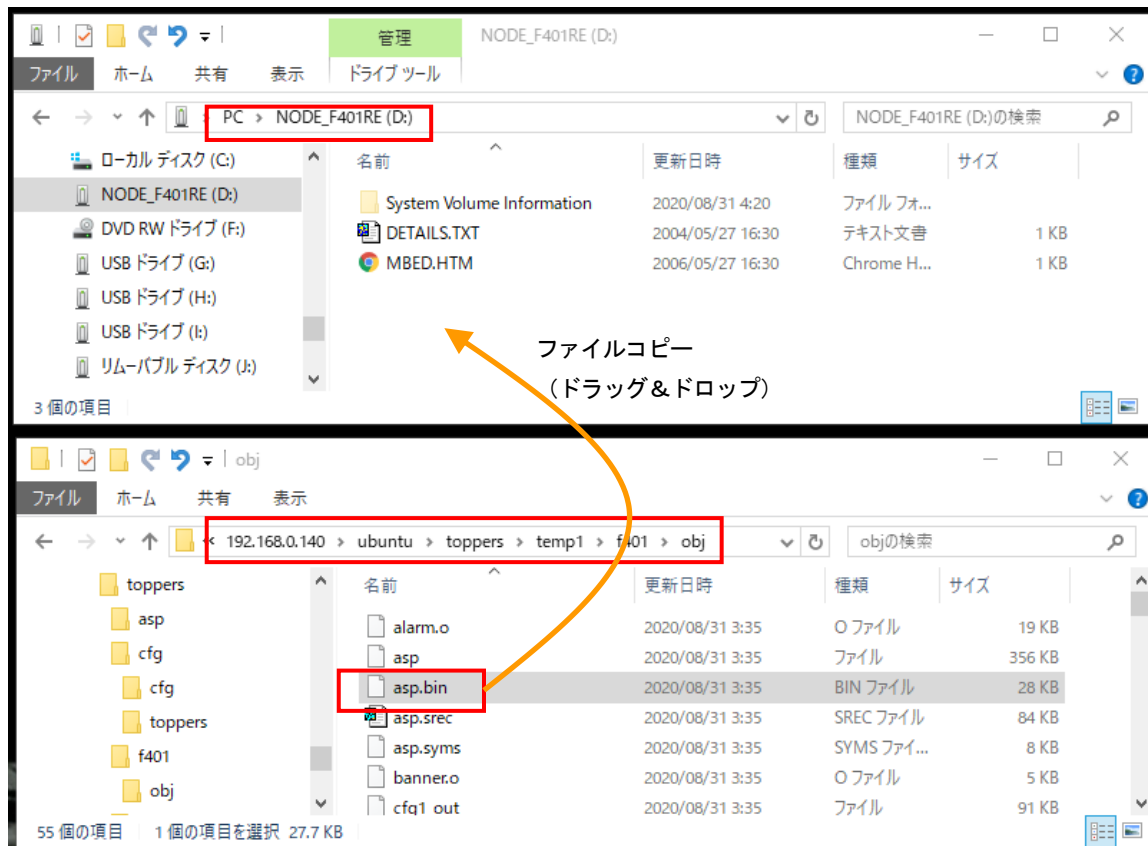 管理 NODE_F401RE (D:)
ファイル ホーム 共有 表示 ドライブ ツール
PC › NODE_F401RE (D:) NODE_F401RE (D:)の検索
ローカル ディスク (C:) 名前 更新日時 種類 サイズ
NODE_F401RE (D:) System Volume Information 2020/08/31 4:20 ファイル フォ...
DVD RW ドライブ (F:) DETAILS.TXT 2004/05/27 16:30 テキスト文書 1 KB
USB ドライブ (G:) MBED.HTM 2006/05/27 16:30 Chrome H... 1 KB
USB ドライブ (H:)
USB ドライブ (I:)
リムーバブル ディスク (J:)
ファイルコピー
（ドラッグ＆ドロップ）
3 個の項目
obj
ファイル ホーム 共有 表示
« 192.168.0.140 › ubuntu › toppers › temp1 › f401 › obj objの検索
toppers 名前 更新日時 種類 サイズ
asp alarm.o 2020/08/31 3:35 O ファイル 19 KB
cfg asp 2020/08/31 3:35 ファイル 356 KB
cfg asp.bin 2020/08/31 3:35 BIN ファイル 28 KB
toppers asp.srec 2020/08/31 3:35 SREC ファイル 84 KB
f401 asp.syms 2020/08/31 3:35 SYMS ファイ... 8 KB
obj banner.o 2020/08/31 3:35 O ファイル 5 KB
cfg1_out 2020/08/31 3:35 ファイル 91 KB
55 個の項目 1 個の項目を選択 27.7 KB